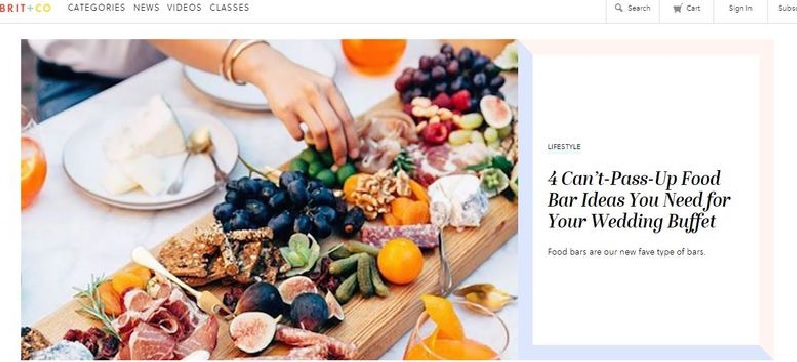 BRIT+CO CATEGORIES NEWS VIDEOS CLASSES Search Cart Sign In
LIFESTYLE
4 Can't-Pass-Up Food
Bar Ideas You Need for
Your Wedding Buffet
Food bars are our new fave type of bars.